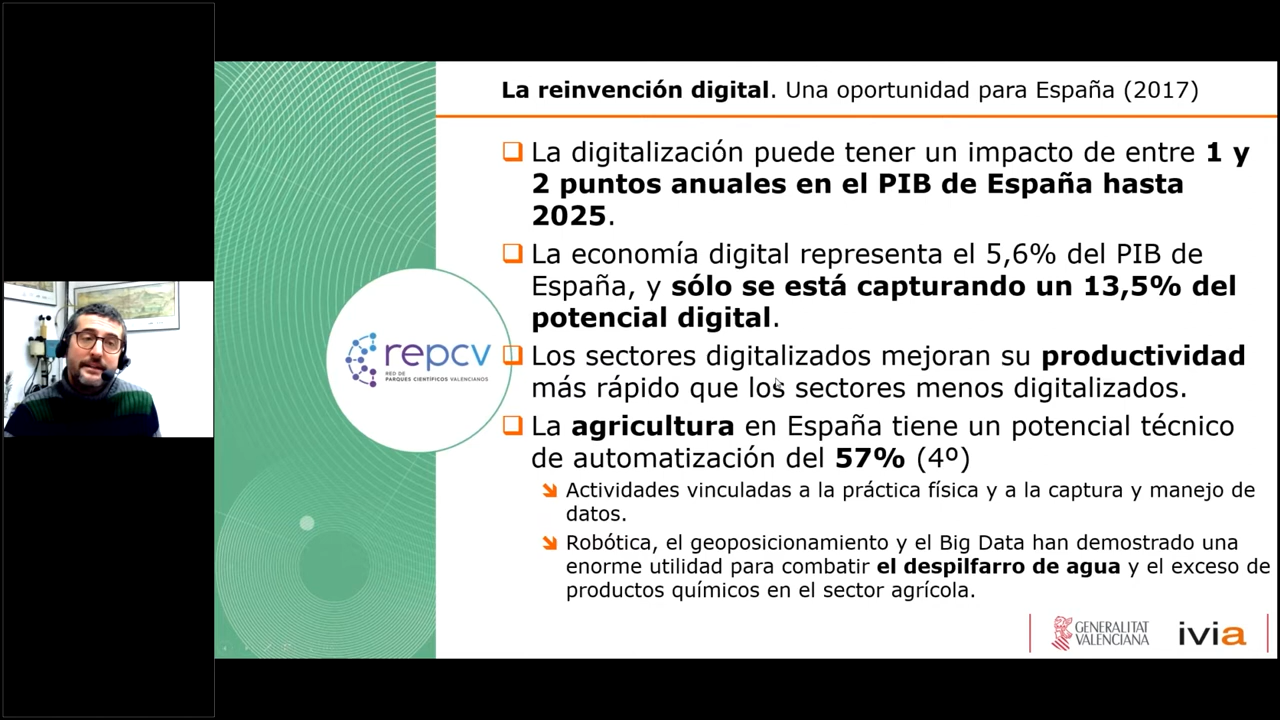 La reinvención digital. Una oportunidad para España (2017)
❑ La digitalización puede tener un impacto de entre 1 y
2 puntos anuales en el PIB de España hasta
2025.
❑ La economía digital representa el 5,6% del PIB de
España, y sólo se está capturando un 13,5% del
potencial digital.
❑ Los sectores digitalizados mejoran su productividad
más rápido que los sectores menos digitalizados.
❑ La agricultura en España tiene un potencial técnico
de automatización del 57% (4º)
Actividades vinculadas a la práctica física y a la captura y manejo de
datos.
Robótica, el geoposicionamiento y el Big Data han demostrado una
enorme utilidad para combatir el despilfarro de agua y el exceso de
productos químicos en el sector agrícola.
repcv
RED DE
PARQUES CIENTÍFICOS VALENCIANOS
GENERALITAT
VALENCIANA
ivia